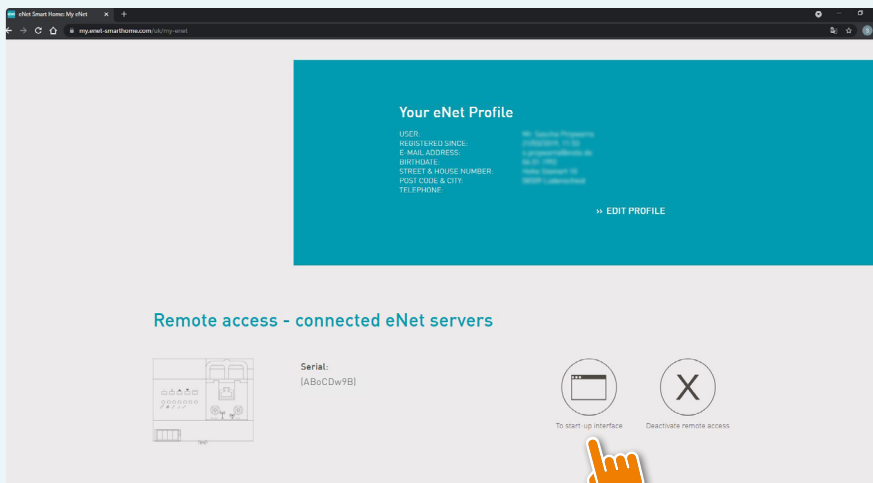 eNet Smart Home: My eNet
my.enet-smarthome.com/uk/my-enet
Your eNet Profile
USER:
REGISTERED SINCE:
E-MAIL ADDRESS:
BIRTHDATE:
STREET & HOUSE NUMBER:
POST CODE & CITY:
TELEPHONE:
›› EDIT PROFILE
Remote access - connected eNet servers
Serial:
(ABoCDw9B)
To start-up interface
Deactivate remote access